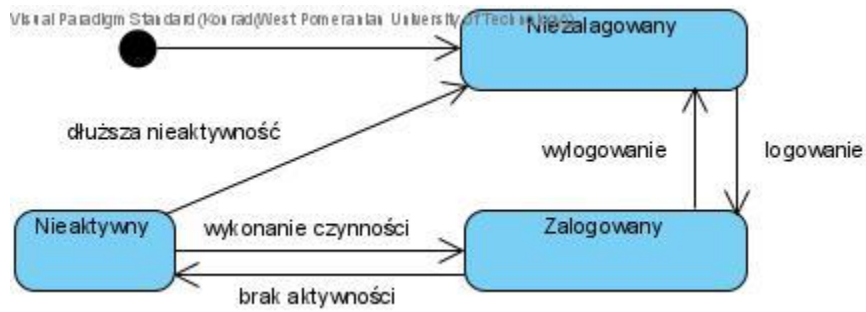 Visual Paradigm Standard (Konrad(West Pomeranian University of Technology))
Niezalagowany
dłuższa nieaktywność
wylogowanie
logowanie
Nieaktywny
wykonanie czynności
Zalogowany
brak aktywności